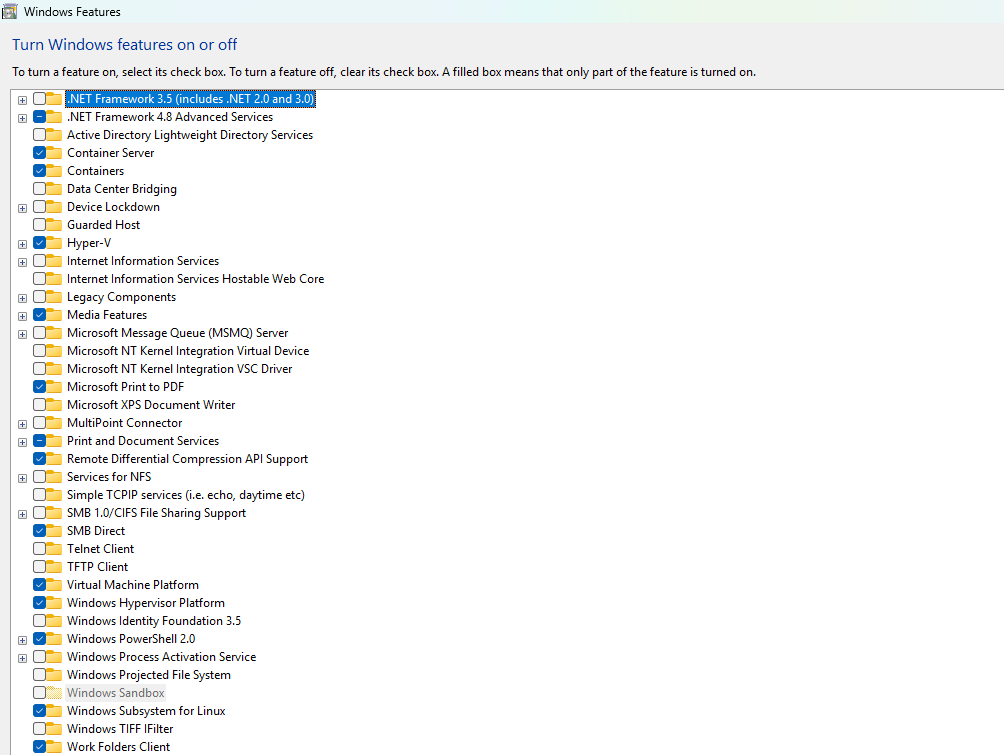 Windows Features
Turn Windows features on or off
To turn a feature on, select its check box. To turn a feature off, clear its check box. A filled box means that only part of the feature is turned on.
.NET Framework 3.5 (includes .NET 2.0 and 3.0)
.NET Framework 4.8 Advanced Services
Active Directory Lightweight Directory Services
Container Server
Containers
Data Center Bridging
Device Lockdown
Guarded Host
Hyper-V
Internet Information Services
Internet Information Services Hostable Web Core
Legacy Components
Media Features
Microsoft Message Queue (MSMQ) Server
Microsoft NT Kernel Integration Virtual Device
Microsoft NT Kernel Integration VSC Driver
Microsoft Print to PDF
Microsoft XPS Document Writer
MultiPoint Connector
Print and Document Services
Remote Differential Compression API Support
Services for NFS
Simple TCPIP services (i.e. echo, daytime etc)
SMB 1.0/CIFS File Sharing Support
SMB Direct
Telnet Client
TFTP Client
Virtual Machine Platform
Windows Hypervisor Platform
Windows Identity Foundation 3.5
Windows PowerShell 2.0
Windows Process Activation Service
Windows Projected File System
Windows Sandbox
Windows Subsystem for Linux
Windows TIFF IFilter
Work Folders Client